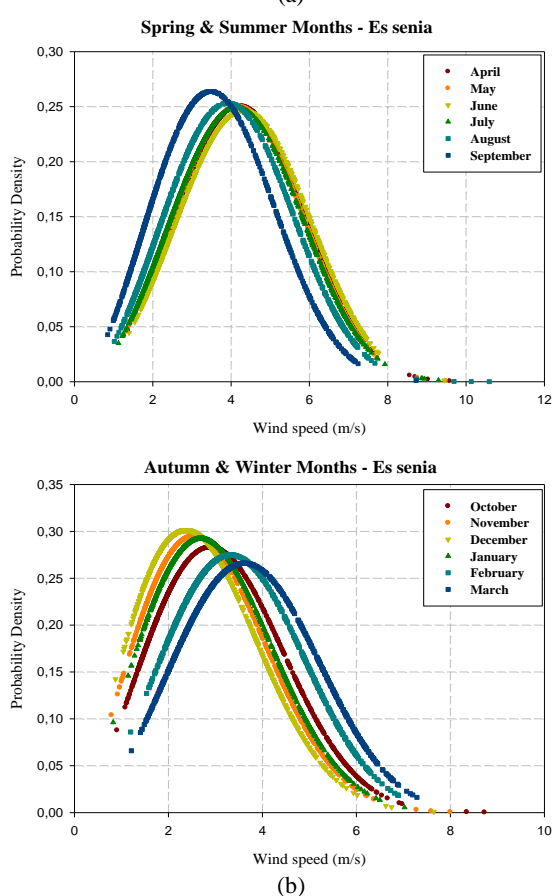 (a)
Spring & Summer Months - Es senia
0,30
0,25
0,20
0,15
0,10
0,05
0,00
Probability Density
April
May
June
July
August
September
0 2 4 6 8 10 12
Wind speed (m/s)
Autumn & Winter Months - Es senia
0,35
0,30
0,25
0,20
0,15
0,10
0,05
0,00
Probability Density
October
November
December
January
February
March
0 2 4 6 8 10
Wind speed (m/s)
(b)